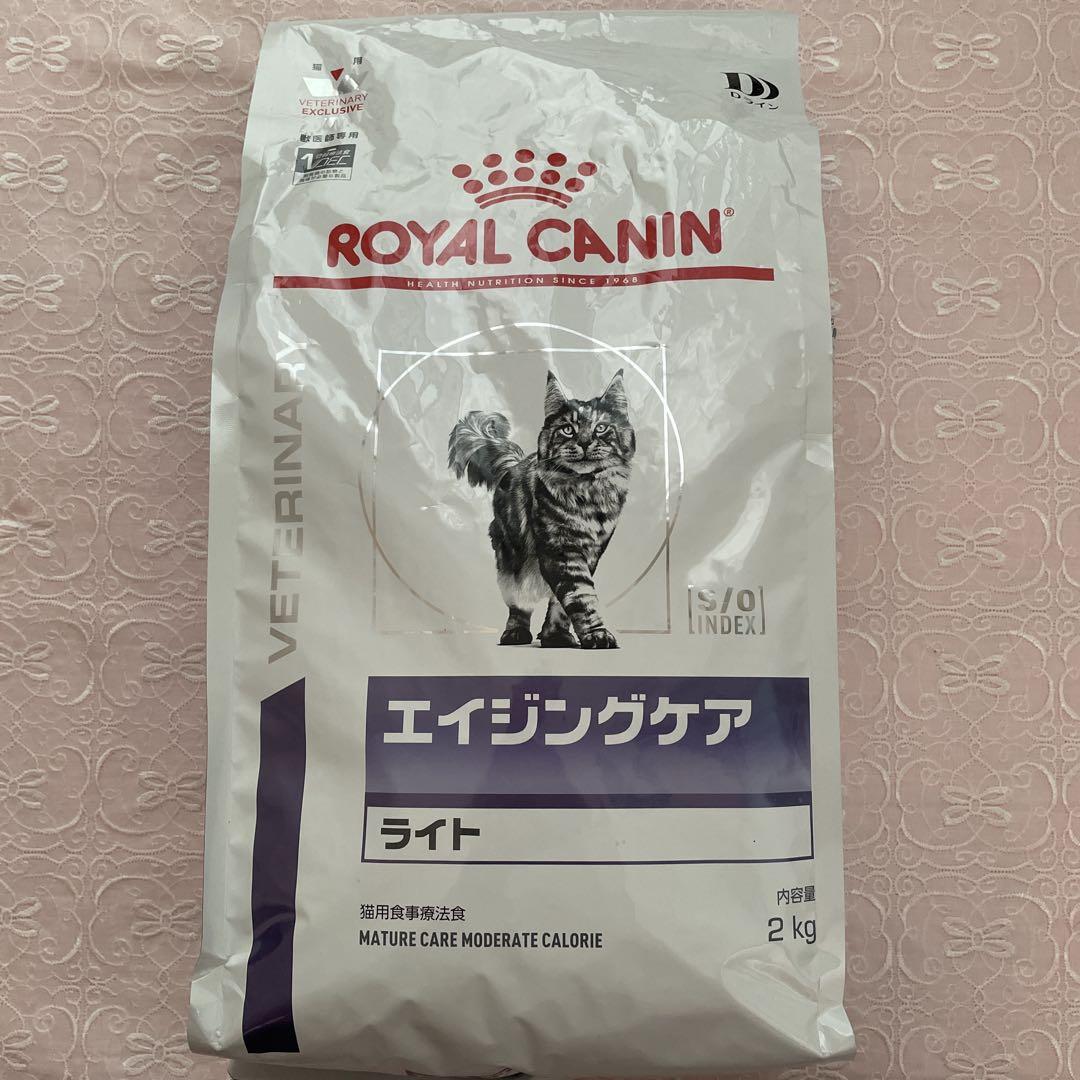 猫用
VETERINARY
EXCLUSIVE
獣医師専用
Dライン
ROYAL CANIN®
HEALTH NUTRITION SINCE 1968
VETERINARY
S/O
INDEX
エイジングケア
ライト
猫用食事療法食
MATURE CARE MODERATE CALORIE
内容量
2 kg